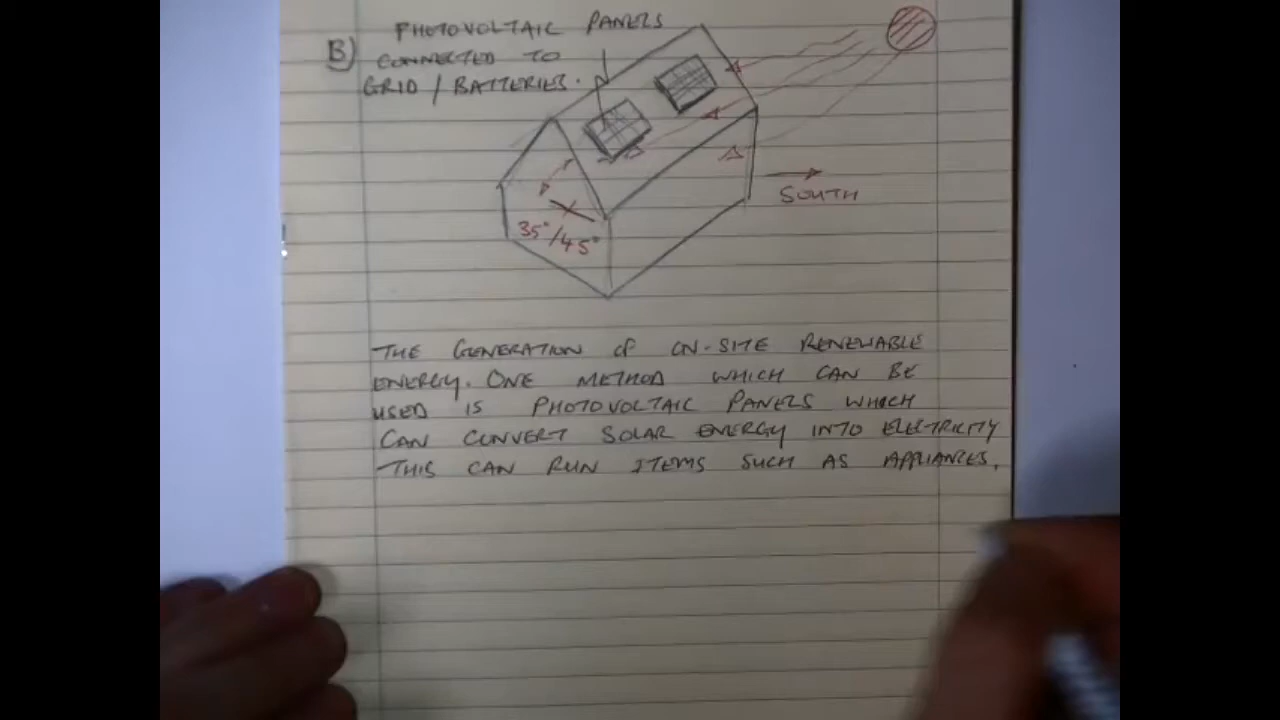 B)
PHOTOVOLTAIC PANELS
CONNECTED TO
GRID / BATTERIES.
SOUTH
35°/45°
THE GENERATION OF ON-SITE RENEWABLE
ENERGY. ONE METHOD WHICH CAN BE
USED IS PHOTOVOLTAIC PANELS WHICH
CAN CONVERT SOLAR ENERGY INTO ELECTRICITY
THIS CAN RUN ITEMS SUCH AS APPLIANCES,